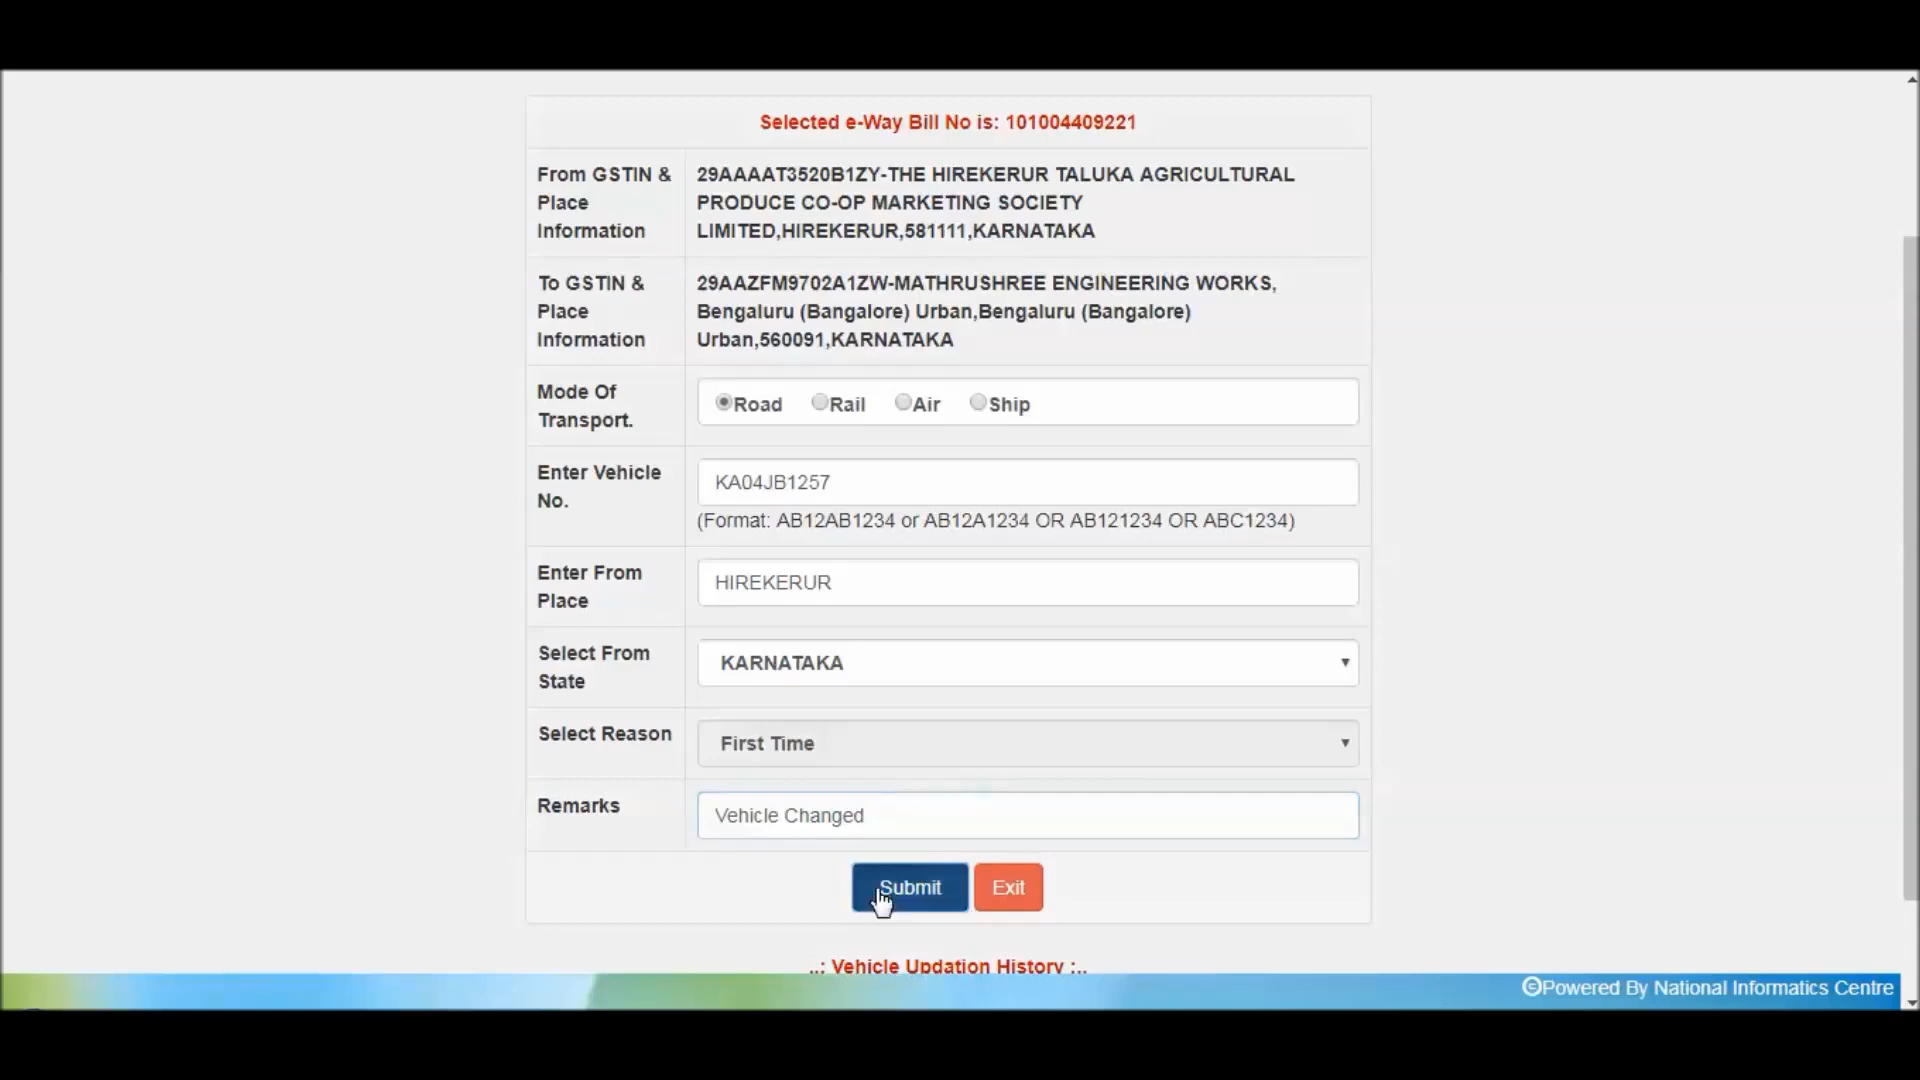 Selected e-Way Bill No is: 101004409221
From GSTIN &
Place
Information
29AAAAT3520B1ZY-THE HIREKERUR TALUKA AGRICULTURAL
PRODUCE CO-OP MARKETING SOCIETY
LIMITED,HIREKERUR,581111,KARNATAKA
To GSTIN &
Place
Information
29AAZFM9702A1ZW-MATHRUSHREE ENGINEERING WORKS,
Bengaluru (Bangalore) Urban,Bengaluru (Bangalore)
Urban,560091,KARNATAKA
Mode Of
Transport.
Road Rail Air Ship
Enter Vehicle
No.
KA04JB1257
(Format: AB12AB1234 or AB12A1234 OR AB121234 OR ABC1234)
Enter From
Place
HIREKERUR
Select From
State
KARNATAKA
Select Reason
First Time
Remarks
Vehicle Changed
Submit Exit
..: Vehicle Updation History :..
©Powered By National Informatics Centre